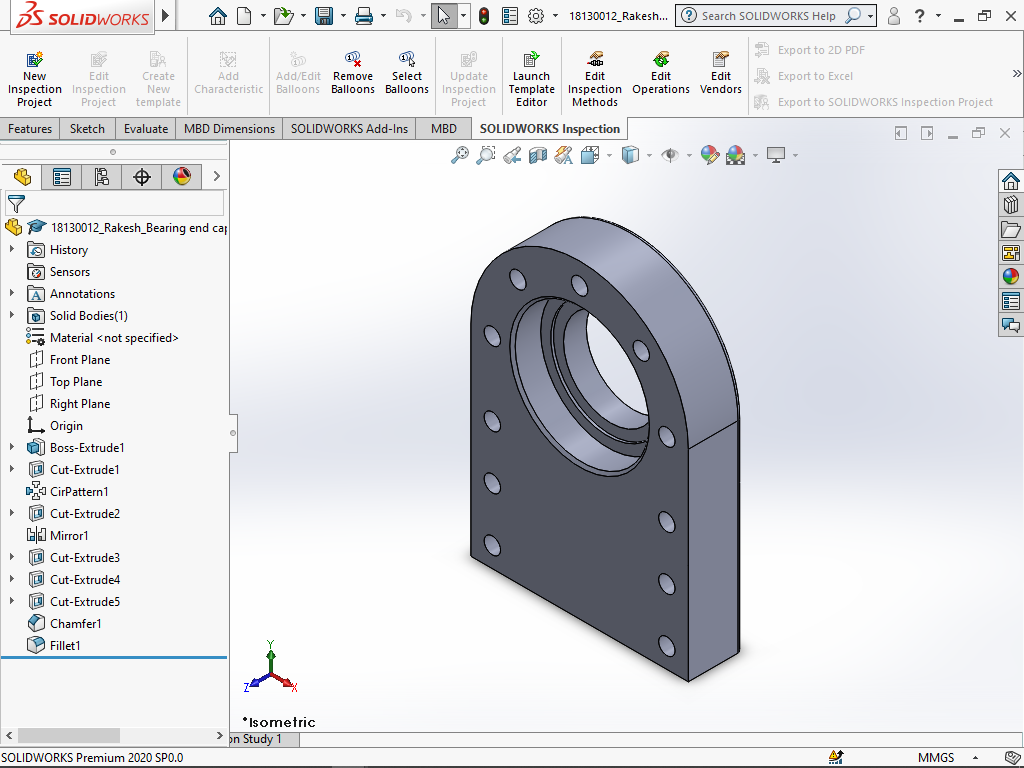 SOLIDWORKS
18130012_Rakesh...
Search SOLIDWORKS Help
?
New Inspection Project
Edit Inspection Project
Create New template
Add Characteristic
Add/Edit Balloons
Remove Balloons
Select Balloons
Update Inspection Project
Launch Template Editor
Edit Inspection Methods
Edit Operations
Edit Vendors
Export to 2D PDF
Export to Excel
Export to SOLIDWORKS Inspection Project
Features
Sketch
Evaluate
MBD Dimensions
SOLIDWORKS Add-Ins
MBD
SOLIDWORKS Inspection
18130012_Rakesh_Bearing end cap
History
Sensors
Annotations
Solid Bodies(1)
Material <not specified>
Front Plane
Top Plane
Right Plane
Origin
Boss-Extrude1
Cut-Extrude1
CirPattern1
Cut-Extrude2
Mirror1
Cut-Extrude3
Cut-Extrude4
Cut-Extrude5
Chamfer1
Fillet1
Y
Z
X
*Isometric
on Study 1
SOLIDWORKS Premium 2020 SP0.0
MMGS